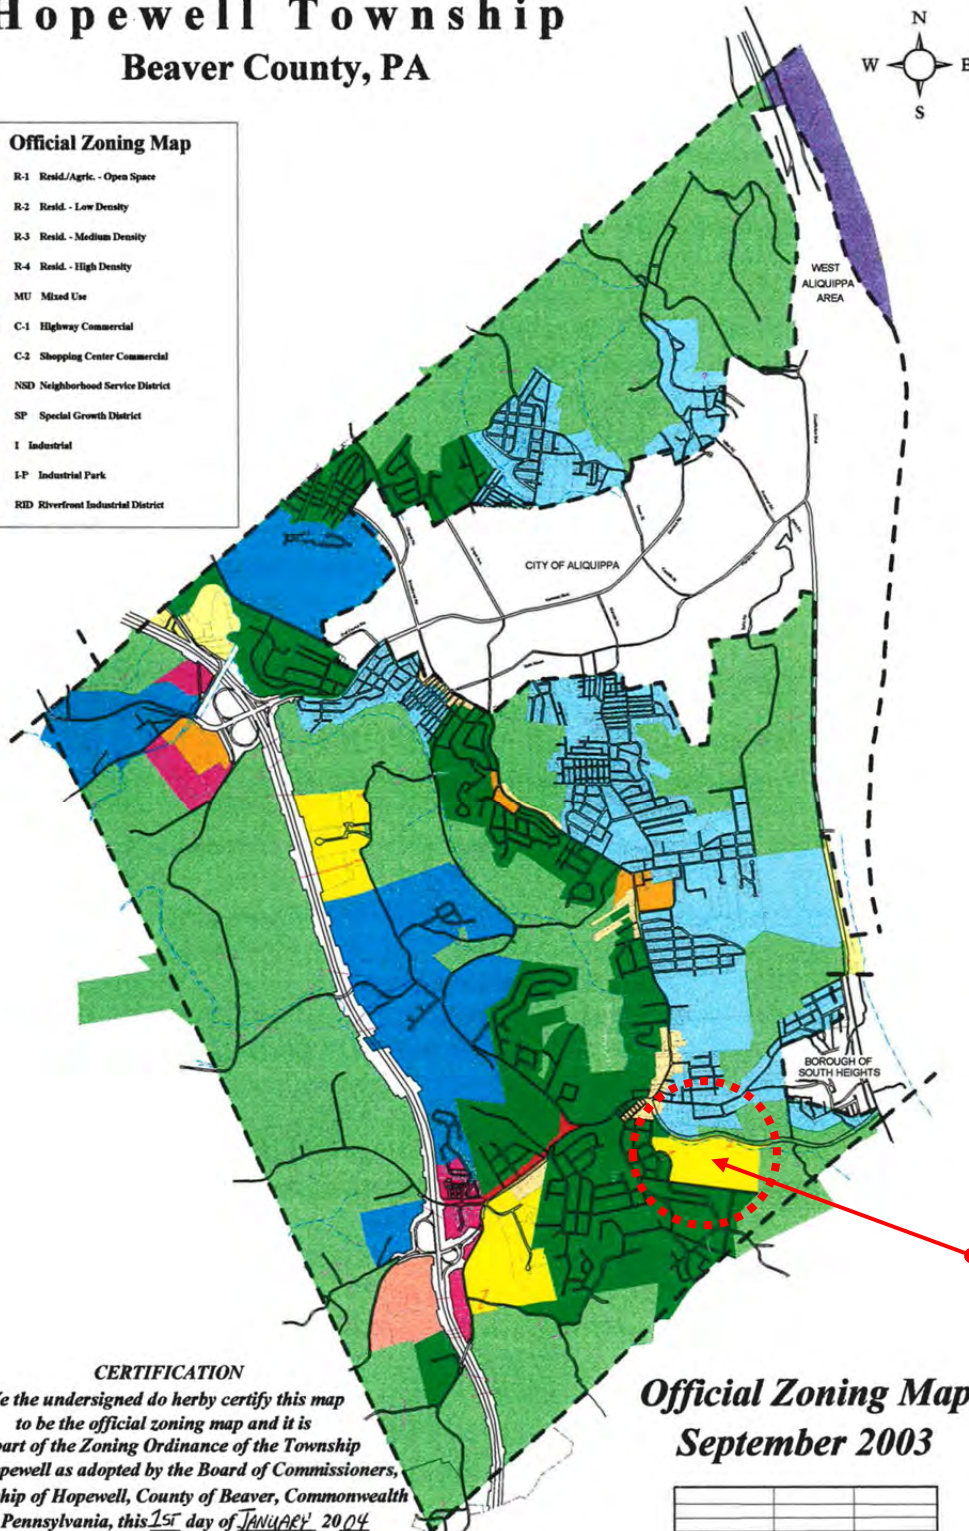 Hopewell Township
Beaver County, PA
N
W E
S
Official Zoning Map
R-1 Resid./Agric. - Open Space
R-2 Resid. - Low Density
R-3 Resid. - Medium Density
R-4 Resid. - High Density
MU Mixed Use
C-1 Highway Commercial
C-2 Shopping Center Commercial
NSD Neighborhood Service District
SP Special Growth District
I Industrial
I-P Industrial Park
RID Riverfront Industrial District
WEST
ALIQUIPPA
AREA
CITY OF ALIQUIPPA
BOROUGH OF
SOUTH HEIGHTS
CERTIFICATION
e the undersigned do herby certify this map
to be the official zoning map and it is
part of the Zoning Ordinance of the Township
pewell as adopted by the Board of Commissioners,
hip of Hopewell, County of Beaver, Commonwealth
Pennsylvania, this 1ST day of JANUARY 2004
Official Zoning Map
September 2003